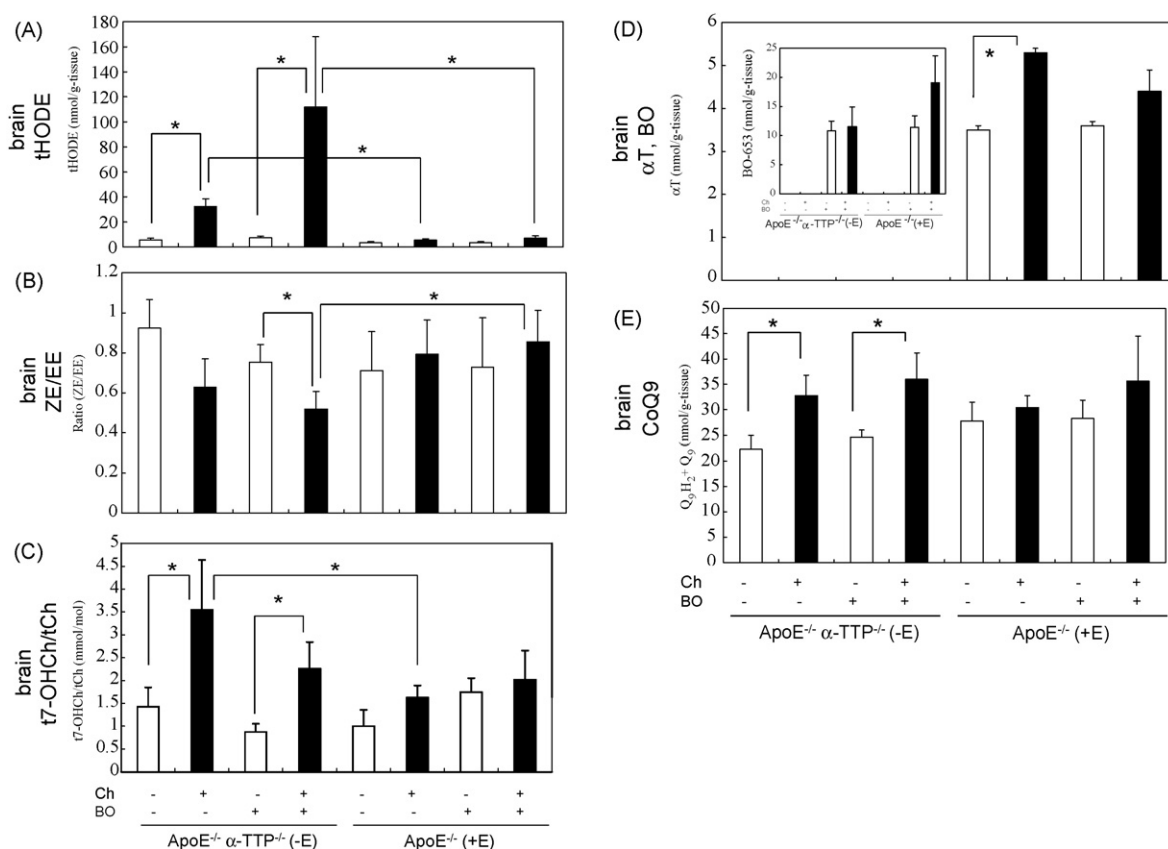 (A)
brain
tHODE
tHODE (nmol/g-tissue)
180
160
140
120
100
80
60
40
20
0
*
*
*
*
(B)
brain
ZE/EE
Ratio (ZE/EE)
1.2
1
0.8
0.6
0.4
0.2
0
*
*
(C)
brain
t7-OHCh/tCh
t7-OHCh/tCh (mmol/mol)
5
4.5
4
3.5
3
2.5
2
1.5
1
0.5
0
*
*
*
Ch - + - + - + - +
BO - - + + - - + +
ApoE-/- α-TTP-/- (-E) ApoE-/- (+E)
(D)
brain
αT, BO
αT (nmol/g-tissue)
6
5
4
3
2
1
0
*
BO-653 (nmol/g-tissue)
25
20
15
10
5
0
Ch - + - + - + - +
BO - - + + - - + +
ApoE-/-α-TTP-/-(-E) ApoE-/-(+E)
(E)
brain
CoQ9
Q9H2+ Q9 (nmol/g-tissue)
50
45
40
35
30
25
20
15
10
5
0
*
*
Ch - + - + - + - +
BO - - + + - - + +
ApoE-/- α-TTP-/- (-E) ApoE-/- (+E)